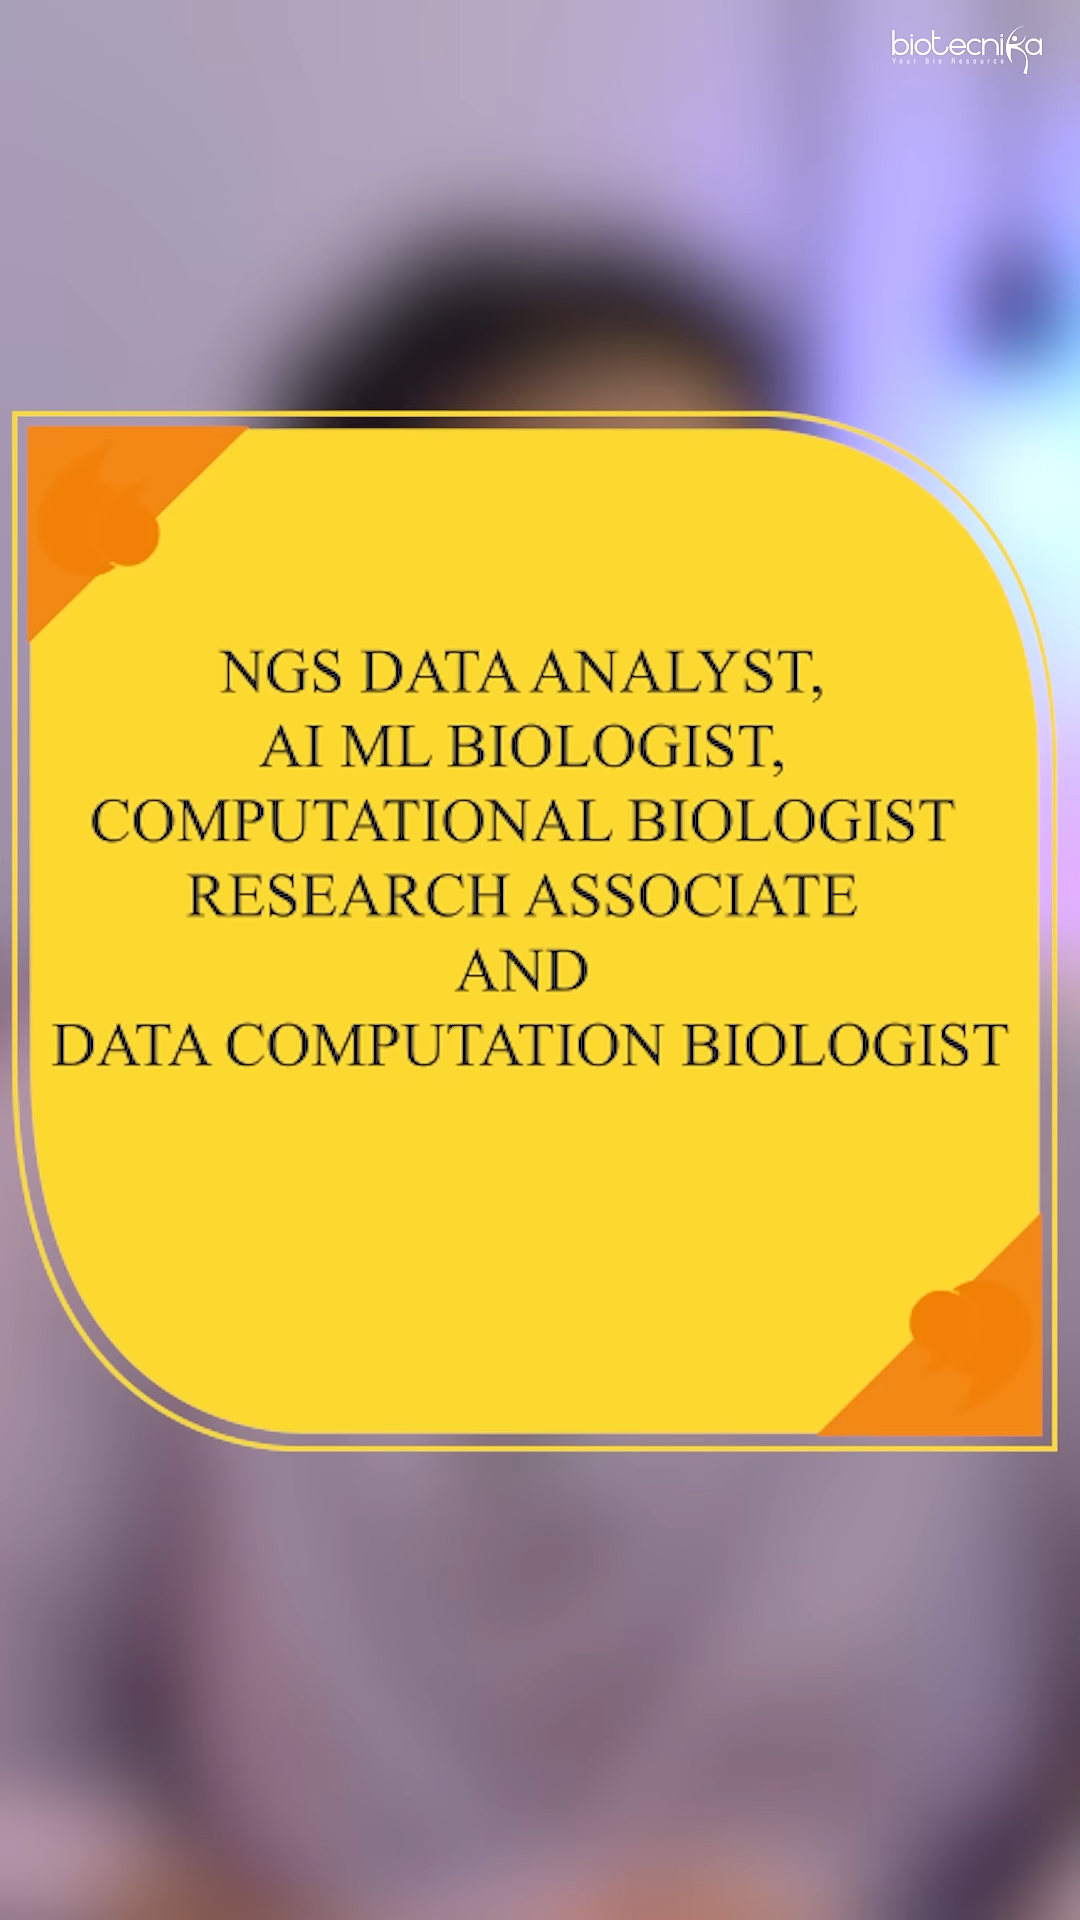 biotecnika
Your Bio Resource
NGS DATA ANALYST,
AI ML BIOLOGIST,
COMPUTATIONAL BIOLOGIST
RESEARCH ASSOCIATE
AND
DATA COMPUTATION BIOLOGIST